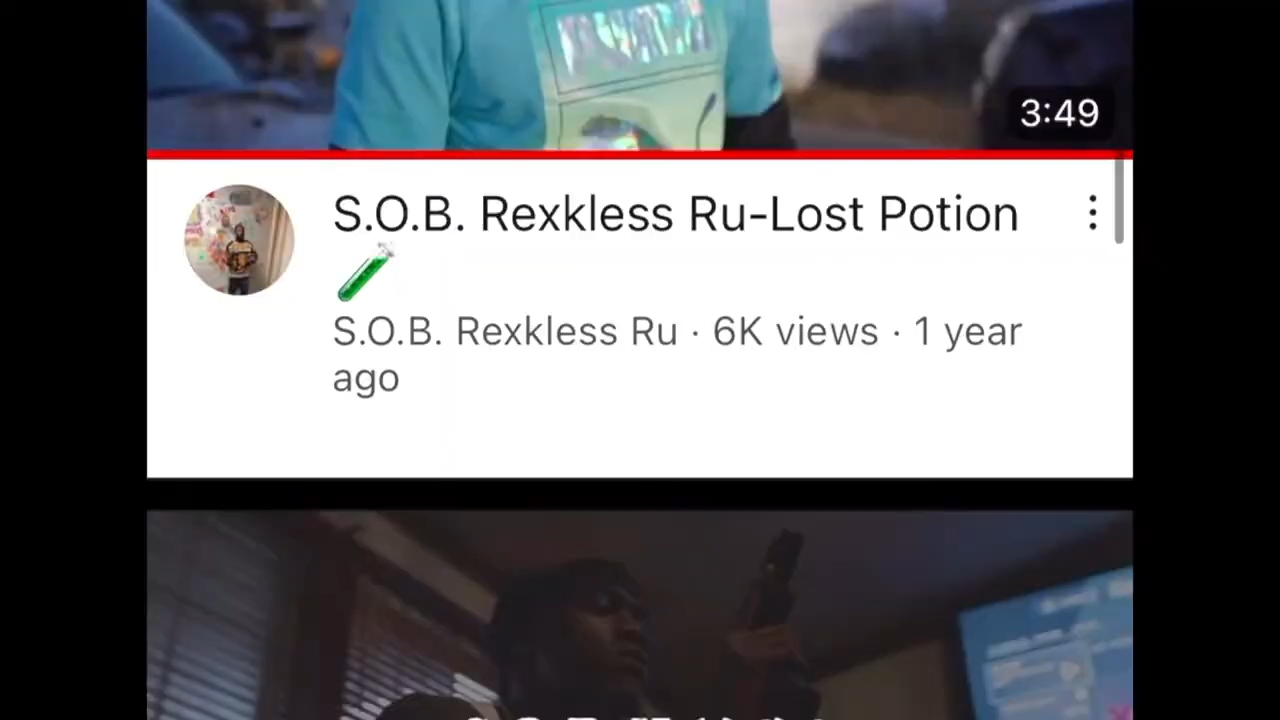 3:49
S.O.B. Rexkless Ru-Lost Potion
🧪
S.O.B. Rexkless Ru · 6K views · 1 year
ago